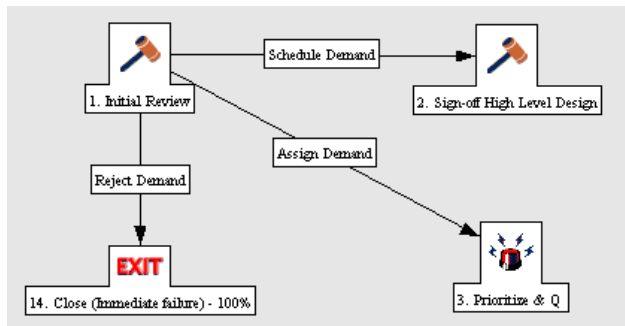 Schedule Demand
1. Initial Review
2. Sign-off High Level Design
Assign Demand
Reject Demand
EXIT
14. Close (Immediate failure) - 100%
3. Prioritize & Q